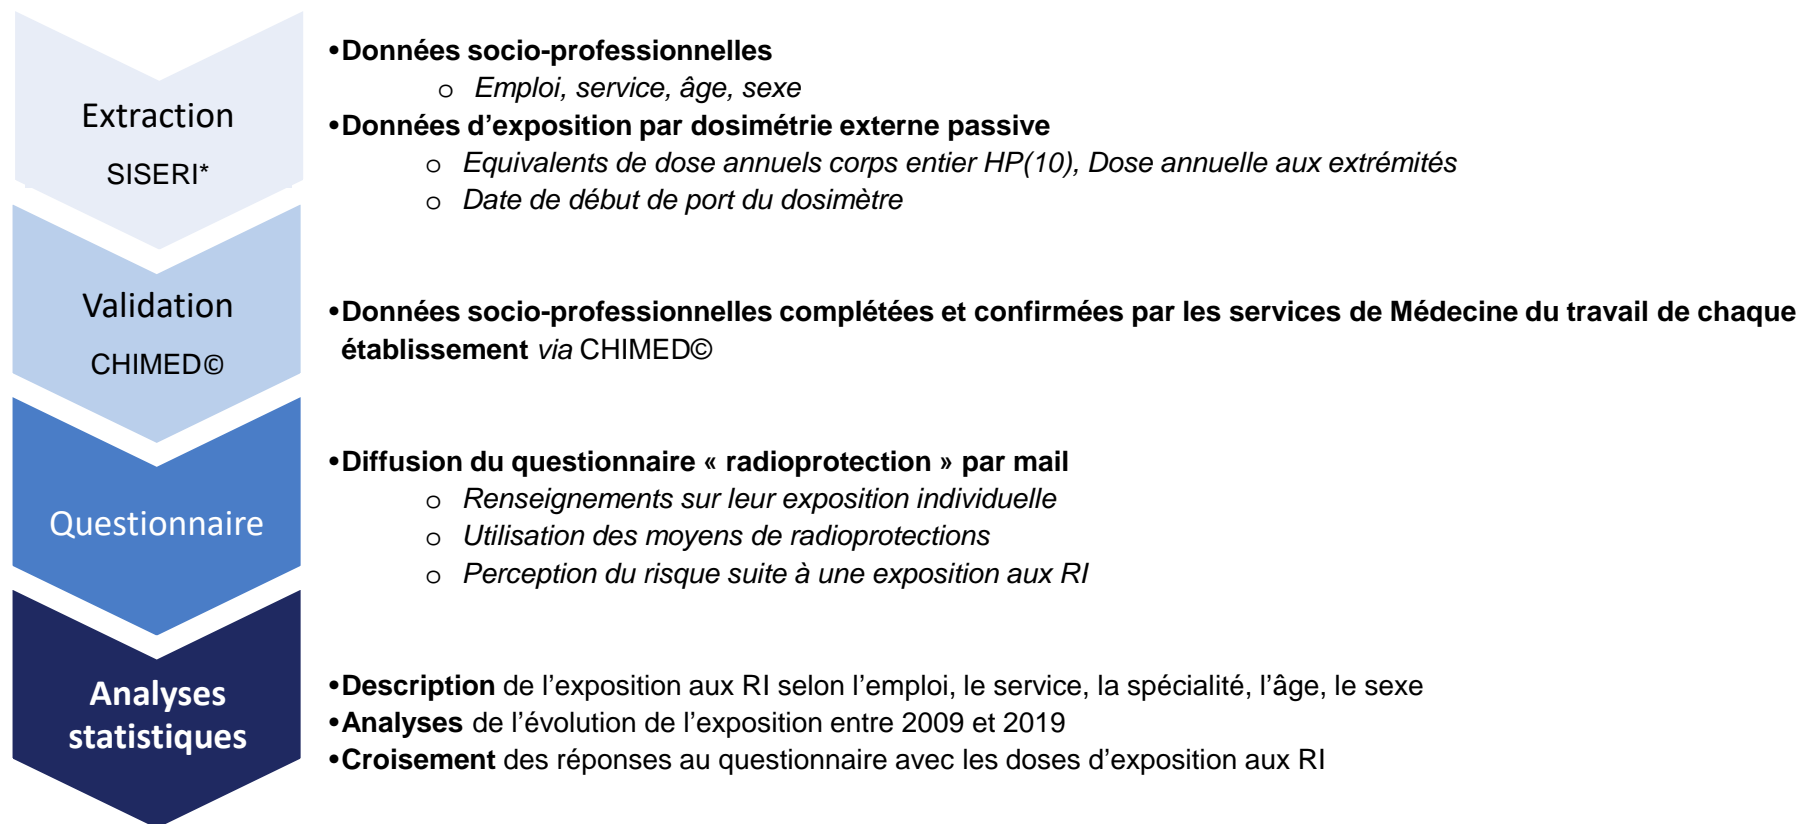 Extraction
SISERI*
•Données socio-professionnelles
o Emploi, service, âge, sexe
•Données d’exposition par dosimétrie externe passive
o Equivalents de dose annuels corps entier HP(10), Dose annuelle aux extrémités
o Date de début de port du dosimètre
Validation
CHIMED©
•Données socio-professionnelles complétées et confirmées par les services de Médecine du travail de chaque
établissement via CHIMED©
Questionnaire
•Diffusion du questionnaire « radioprotection » par mail
o Renseignements sur leur exposition individuelle
o Utilisation des moyens de radioprotections
o Perception du risque suite à une exposition aux RI
Analyses
statistiques
•Description de l’exposition aux RI selon l’emploi, le service, la spécialité, l’âge, le sexe
•Analyses de l’évolution de l’exposition entre 2009 et 2019
•Croisement des réponses au questionnaire avec les doses d’exposition aux RI